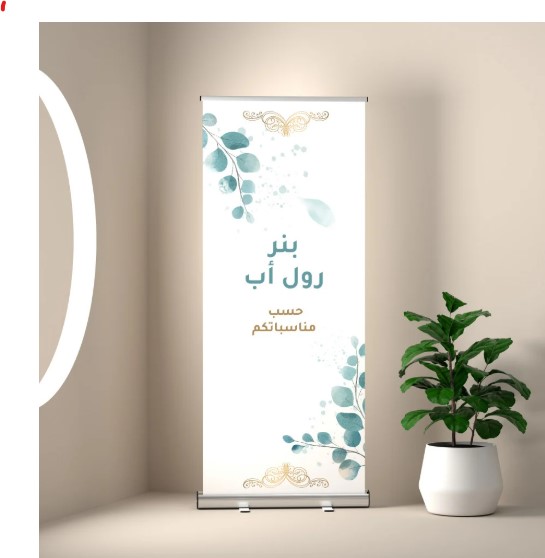 بنر
رول أب
حسب
مناسباتكم